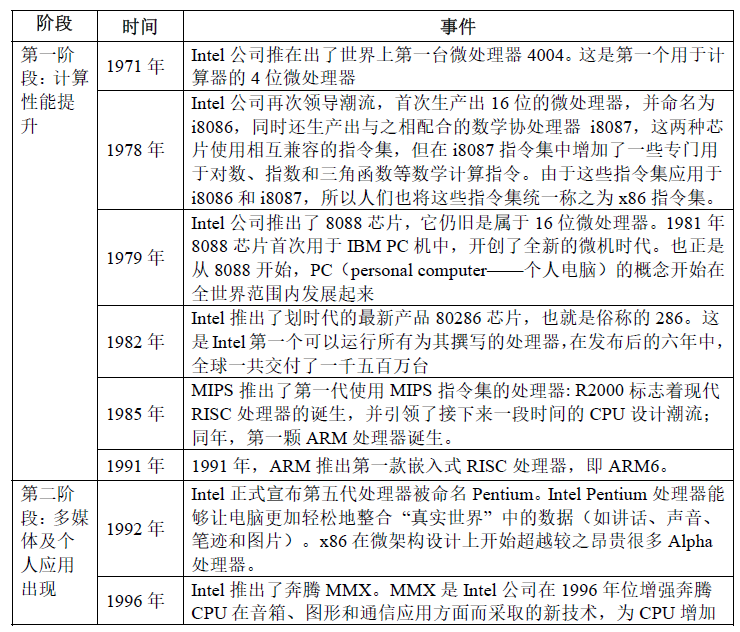 阶段 时间 事件
第一阶
段：计算
性能提
升
1971 年
Intel 公司推在出了世界上第一台微处理器 4004。这是第一个用于计
算器的 4 位微处理器
1978 年
Intel 公司再次领导潮流，首次生产出 16 位的微处理器，并命名为
i8086，同时还生产出与之相配合的数学协处理器 i8087，这两种芯
片使用相互兼容的指令集，但在 i8087 指令集中增加了一些专门用
于对数、指数和三角函数等数学计算指令。由于这些指令集应用于
i8086 和 i8087，所以人们也将这些指令集统一称之为 x86 指令集。
1979 年
Intel 公司推出了 8088 芯片，它仍旧是属于 16 位微处理器。1981 年
8088 芯片首次用于 IBM PC 机中，开创了全新的微机时代。也正是
从 8088 开始，PC（personal computer——个人电脑）的概念开始在
全世界范围内发展起来
1982 年
Intel 推出了划时代的最新产品 80286 芯片，也就是俗称的 286。这
是 Intel 第一个可以运行所有为其撰写的处理器，在发布后的六年中，
全球一共交付了一千五百万台
1985 年
MIPS 推出了第一代使用 MIPS 指令集的处理器: R2000 标志着现代
RISC 处理器的诞生，并引领了接下来一段时间的 CPU 设计潮流；
同年，第一颗 ARM 处理器诞生。
1991 年
1991 年，ARM 推出第一款嵌入式 RISC 处理器，即 ARM6。
第二阶
段：多媒
体及个
人应用
出现
1992 年
Intel 正式宣布第五代处理器被命名 Pentium。Intel Pentium 处理器能
够让电脑更加轻松地整合 “真实世界” 中的数据（如讲话、声音、
笔迹和图片）。x86 在微架构设计上开始超越较之昂贵很多 Alpha
处理器。
1996 年
Intel 推出了奔腾 MMX。MMX 是 Intel 公司在 1996 年位增强奔腾
CPU 在音箱、图形和通信应用方面而采取的新技术，为 CPU 增加